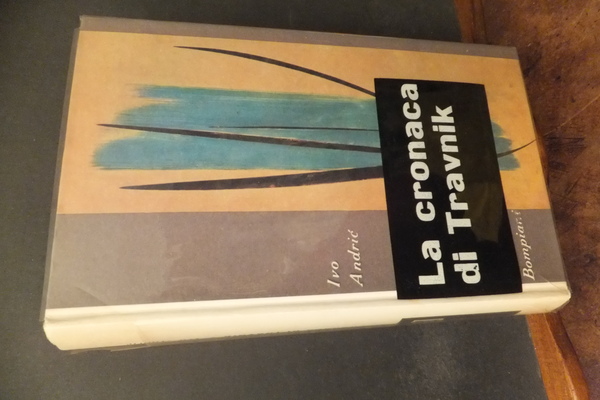 Ivo
Andrić
La cronaca
di Travnik
Bompiani